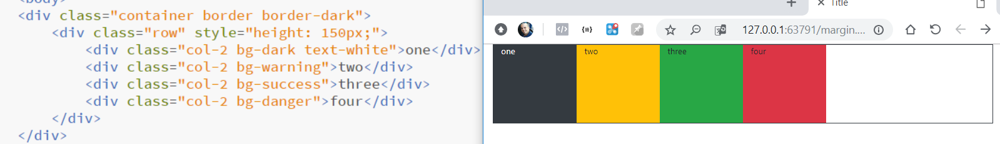 <body>
<div class="container border border-dark">
<div class="row" style="height: 150px;">
<div class="col-2 bg-dark text-white">one</div>
<div class="col-2 bg-warning">two</div>
<div class="col-2 bg-success">three</div>
<div class="col-2 bg-danger">four</div>
</div>
</div>
Title
127.0.0.1:63791/margin....
one two three four